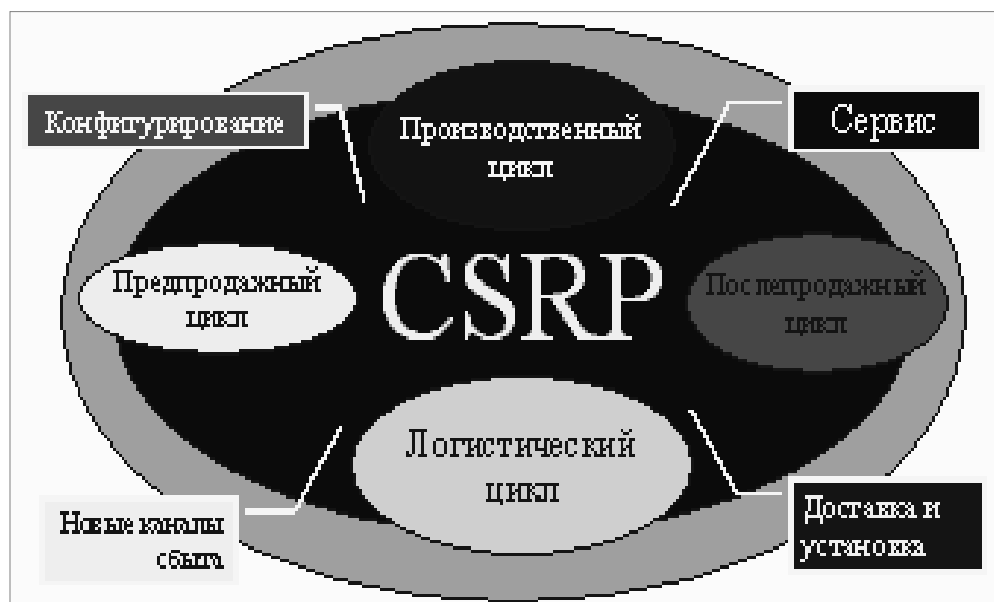 Конфигурирование
Производственный
цикл
Сервис
Предпродажный
цикл
CSRP
Послепродажный
цикл
Логистический
цикл
Новые каналы
сбыта
Доставка и
установка